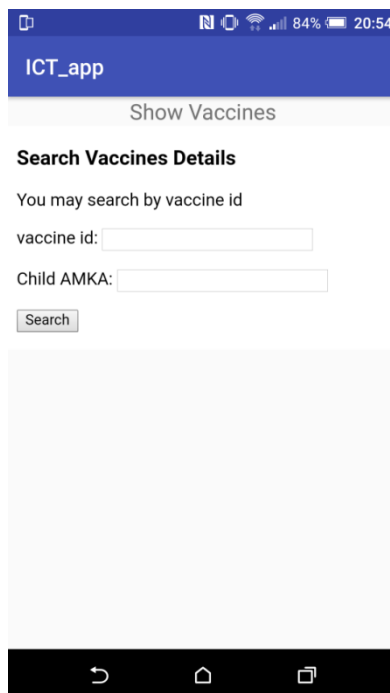 84% 20:54
ICT_app
Show Vaccines
Search Vaccines Details
You may search by vaccine id
vaccine id:
Child AMKA:
Search